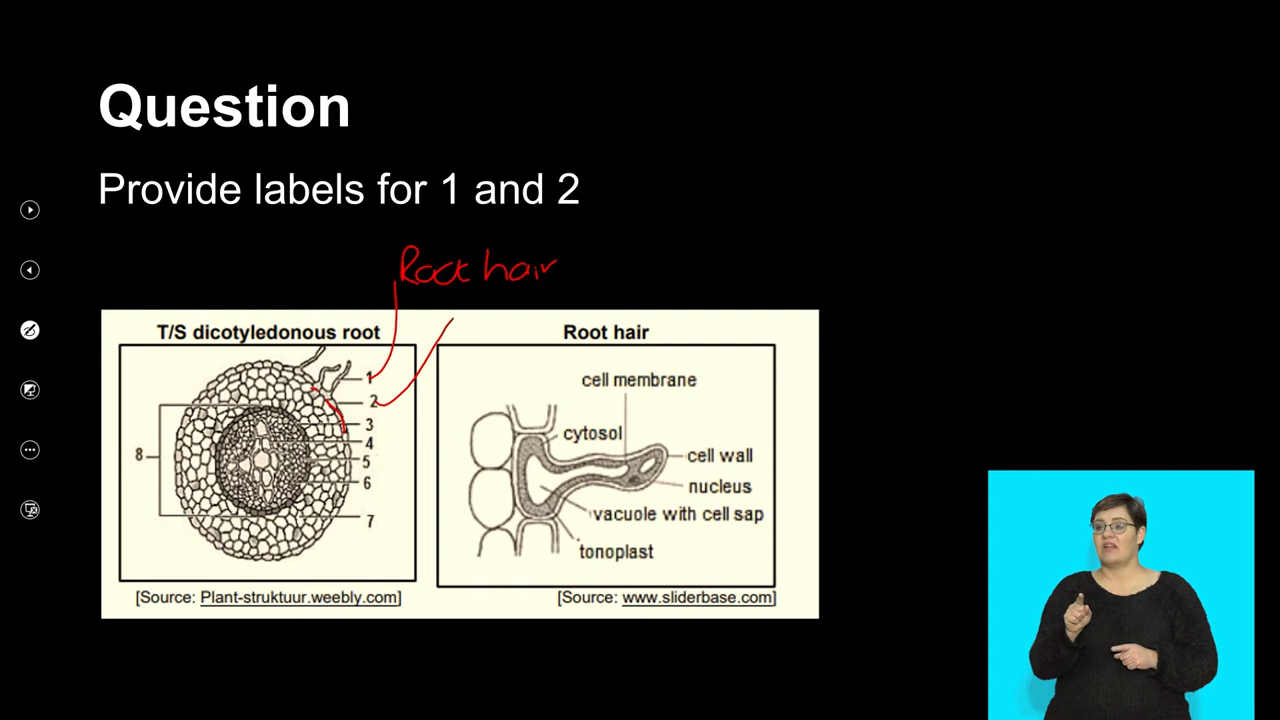 Question
Provide labels for 1 and 2
Root hair
T/S dicotyledonous root
1
2
3
4
5
6
7
8
[Source: Plant-struktuur.weebly.com]
Root hair
cell membrane
cytosol
cell wall
nucleus
vacuole with cell sap
tonoplast
[Source: www.sliderbase.com]